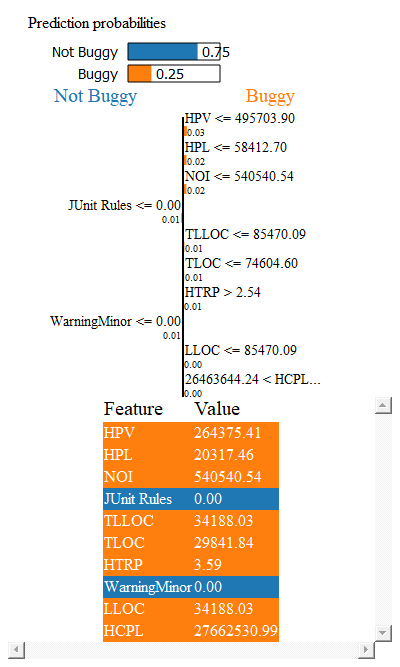 Prediction probabilities
Not Buggy 0.75
Buggy 0.25
Not Buggy Buggy
HPV <= 495703.90
0.03
HPL <= 58412.70
0.02
NOI <= 540540.54
0.02
JUnit Rules <= 0.00
0.01
TLLOC <= 85470.09
0.01
TLOC <= 74604.60
0.01
HTRP > 2.54
0.01
WarningMinor <= 0.00
0.01
LLOC <= 85470.09
0.00
26463644.24 < HCPL...
0.00
Feature Value
HPV 264375.41
HPL 20317.46
NOI 540540.54
JUnit Rules 0.00
TLLOC 34188.03
TLOC 29841.84
HTRP 3.59
WarningMinor 0.00
LLOC 34188.03
HCPL 27662530.99